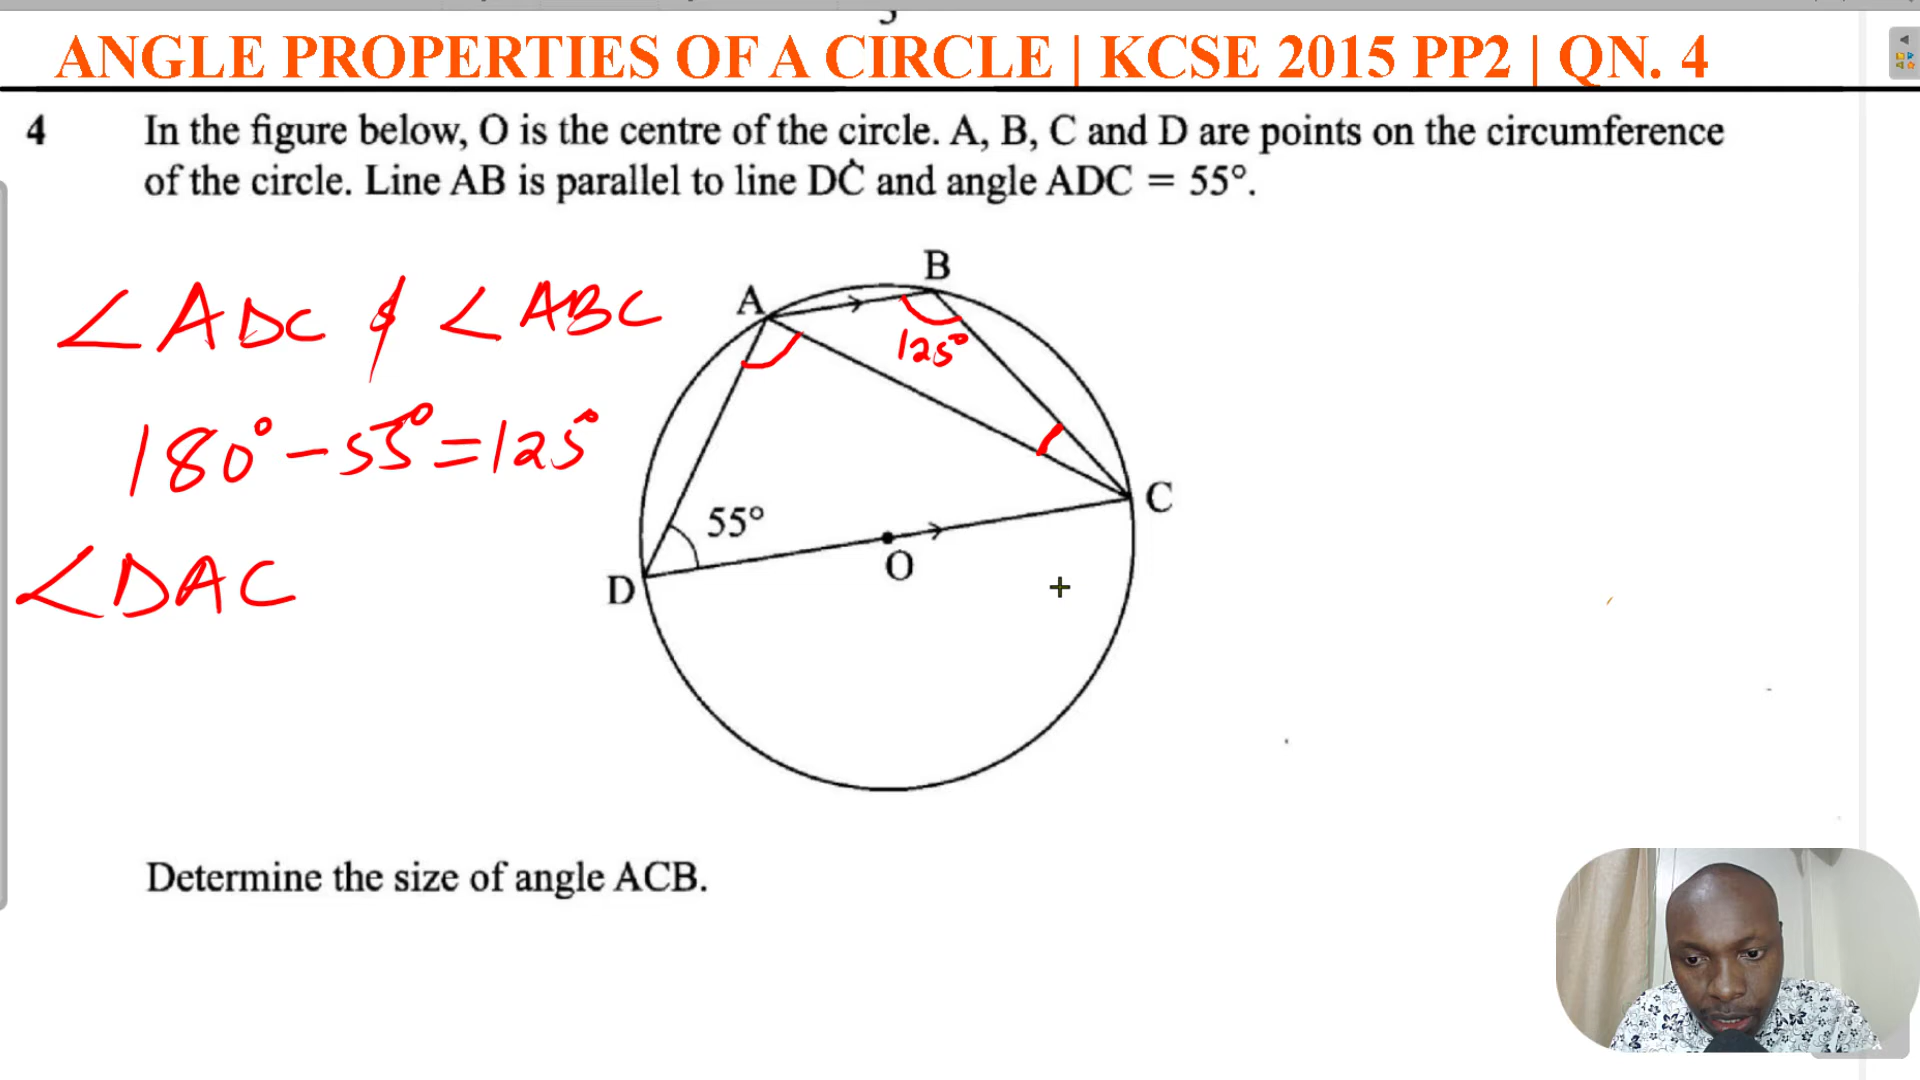 ANGLE PROPERTIES OF A CIRCLE | KCSE 2015 PP2 | QN. 4
4 In the figure below, O is the centre of the circle. A, B, C and D are points on the circumference
of the circle. Line AB is parallel to line DC and angle ADC = 55°.
∠ADC & ∠ABC
180° - 55° = 125°
∠DAC
B
A
125°
C
55°
O
D
Determine the size of angle ACB.